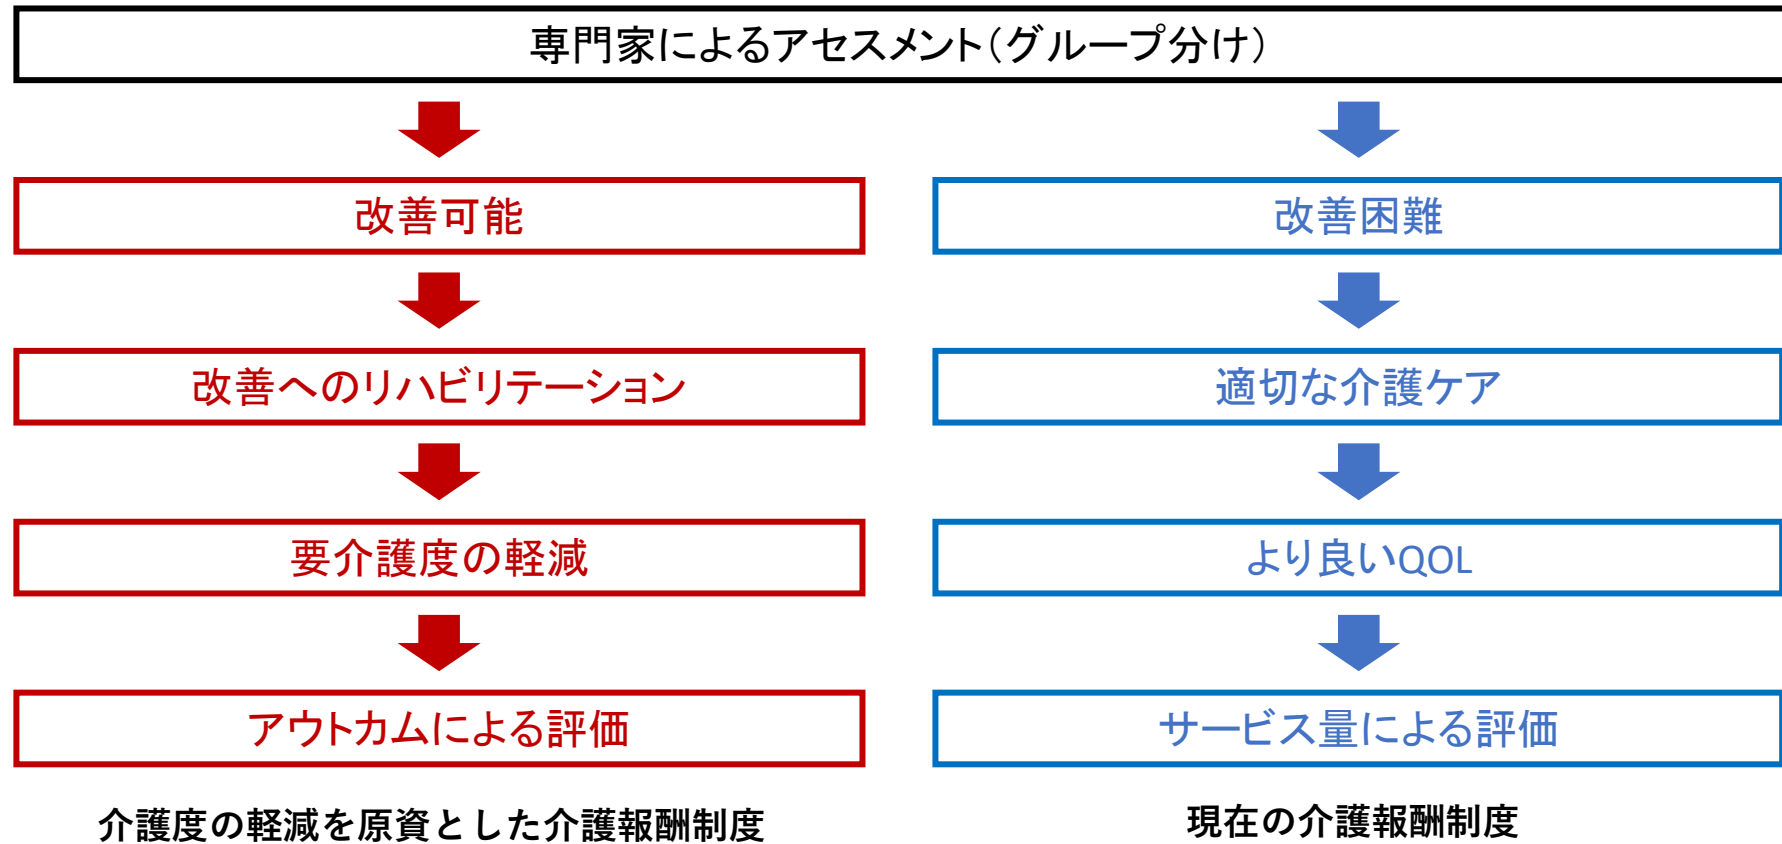 専門家によるアセスメント（グループ分け）
改善可能
改善へのリハビリテーション
要介護度の軽減
アウトカムによる評価
介護度の軽減を原資とした介護報酬制度
改善困難
適切な介護ケア
より良いQOL
サービス量による評価
現在の介護報酬制度